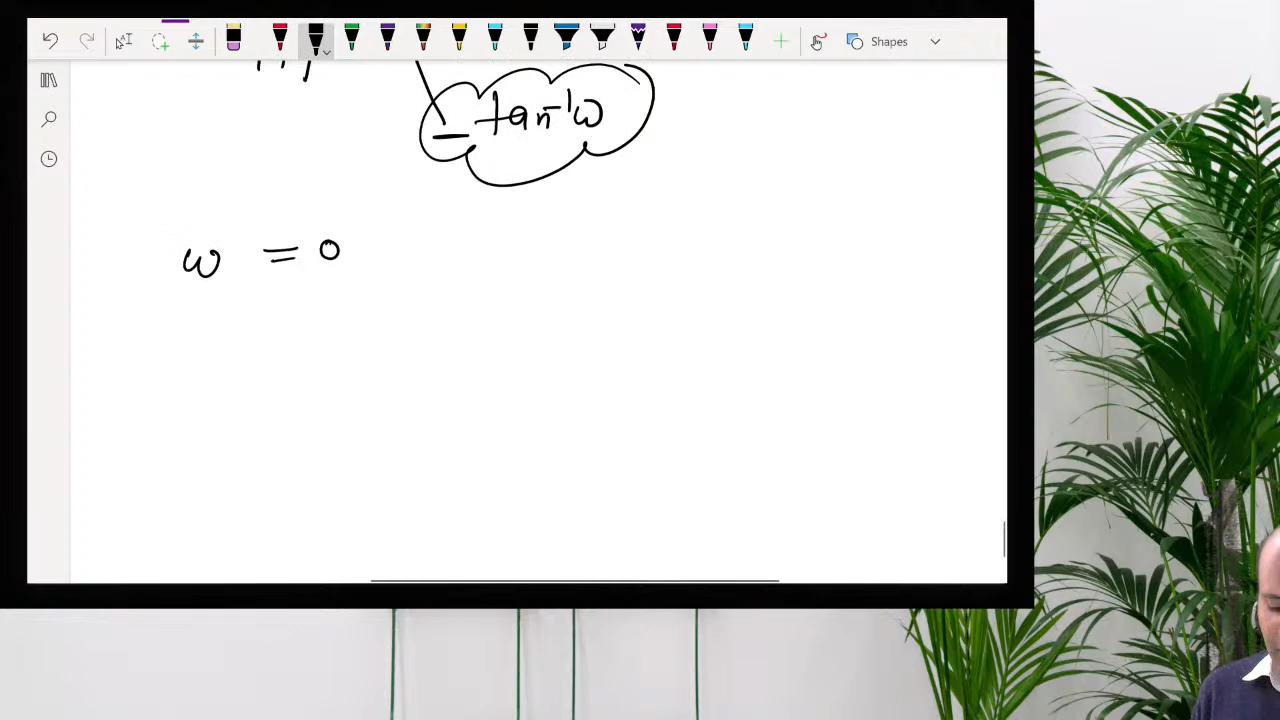 Shapes
– tan⁻¹ω
ω = 0